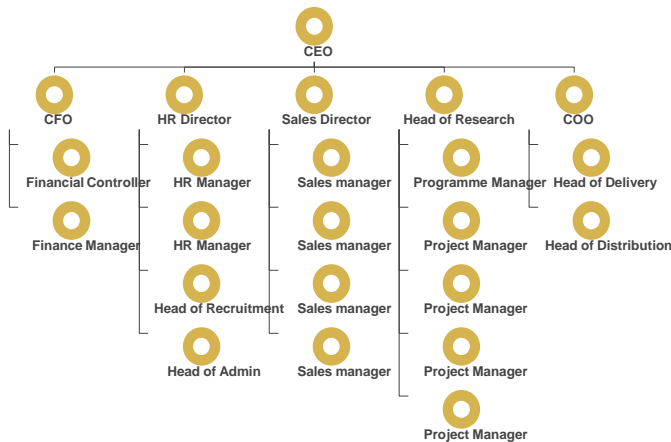 CEO
CFO
HR Director
Sales Director
Head of Research
COO
Financial Controller
HR Manager
Sales manager
Programme Manager
Head of Delivery
Finance Manager
HR Manager
Sales manager
Project Manager
Head of Distribution
Head of Recruitment
Sales manager
Project Manager
Head of Admin
Sales manager
Project Manager
Project Manager